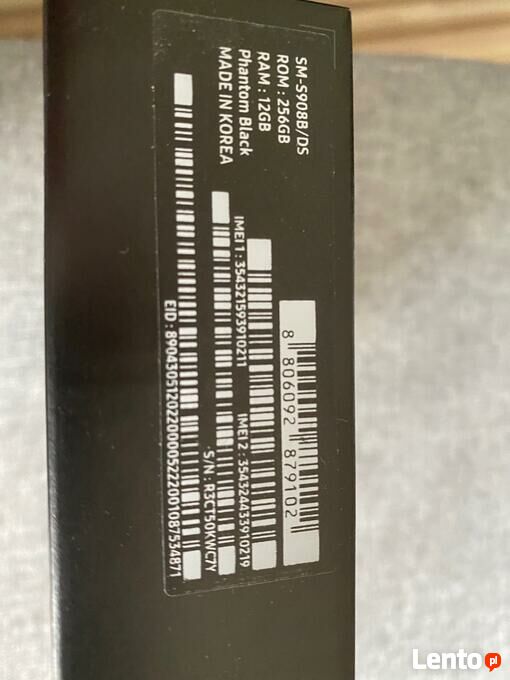 SM-S908B/DS
ROM : 256GB
RAM : 12GB
Phantom Black
MADE IN KOREA
8 806092 879102
IMEI 1 : 354321593910211
IMEI 2 : 354324433910219
S/N : R3CT50KWC7Y
EID : 89043051202200005222001087534871
Lento pl